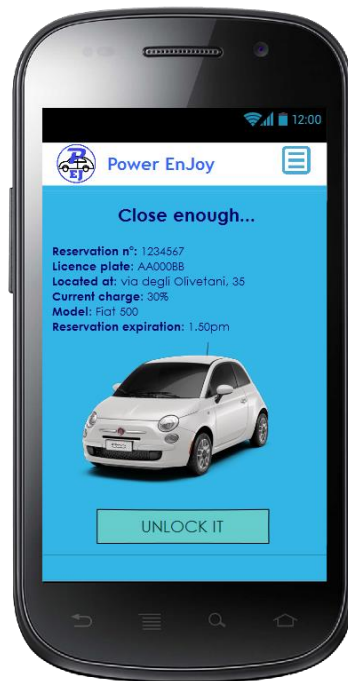 12:00
Power EnJoy
Close enough...
Reservation n°: 1234567
Licence plate: AA000BB
Located at: via degli Olivetani, 35
Current charge: 30%
Model: Fiat 500
Reservation expiration: 1.50pm
UNLOCK IT